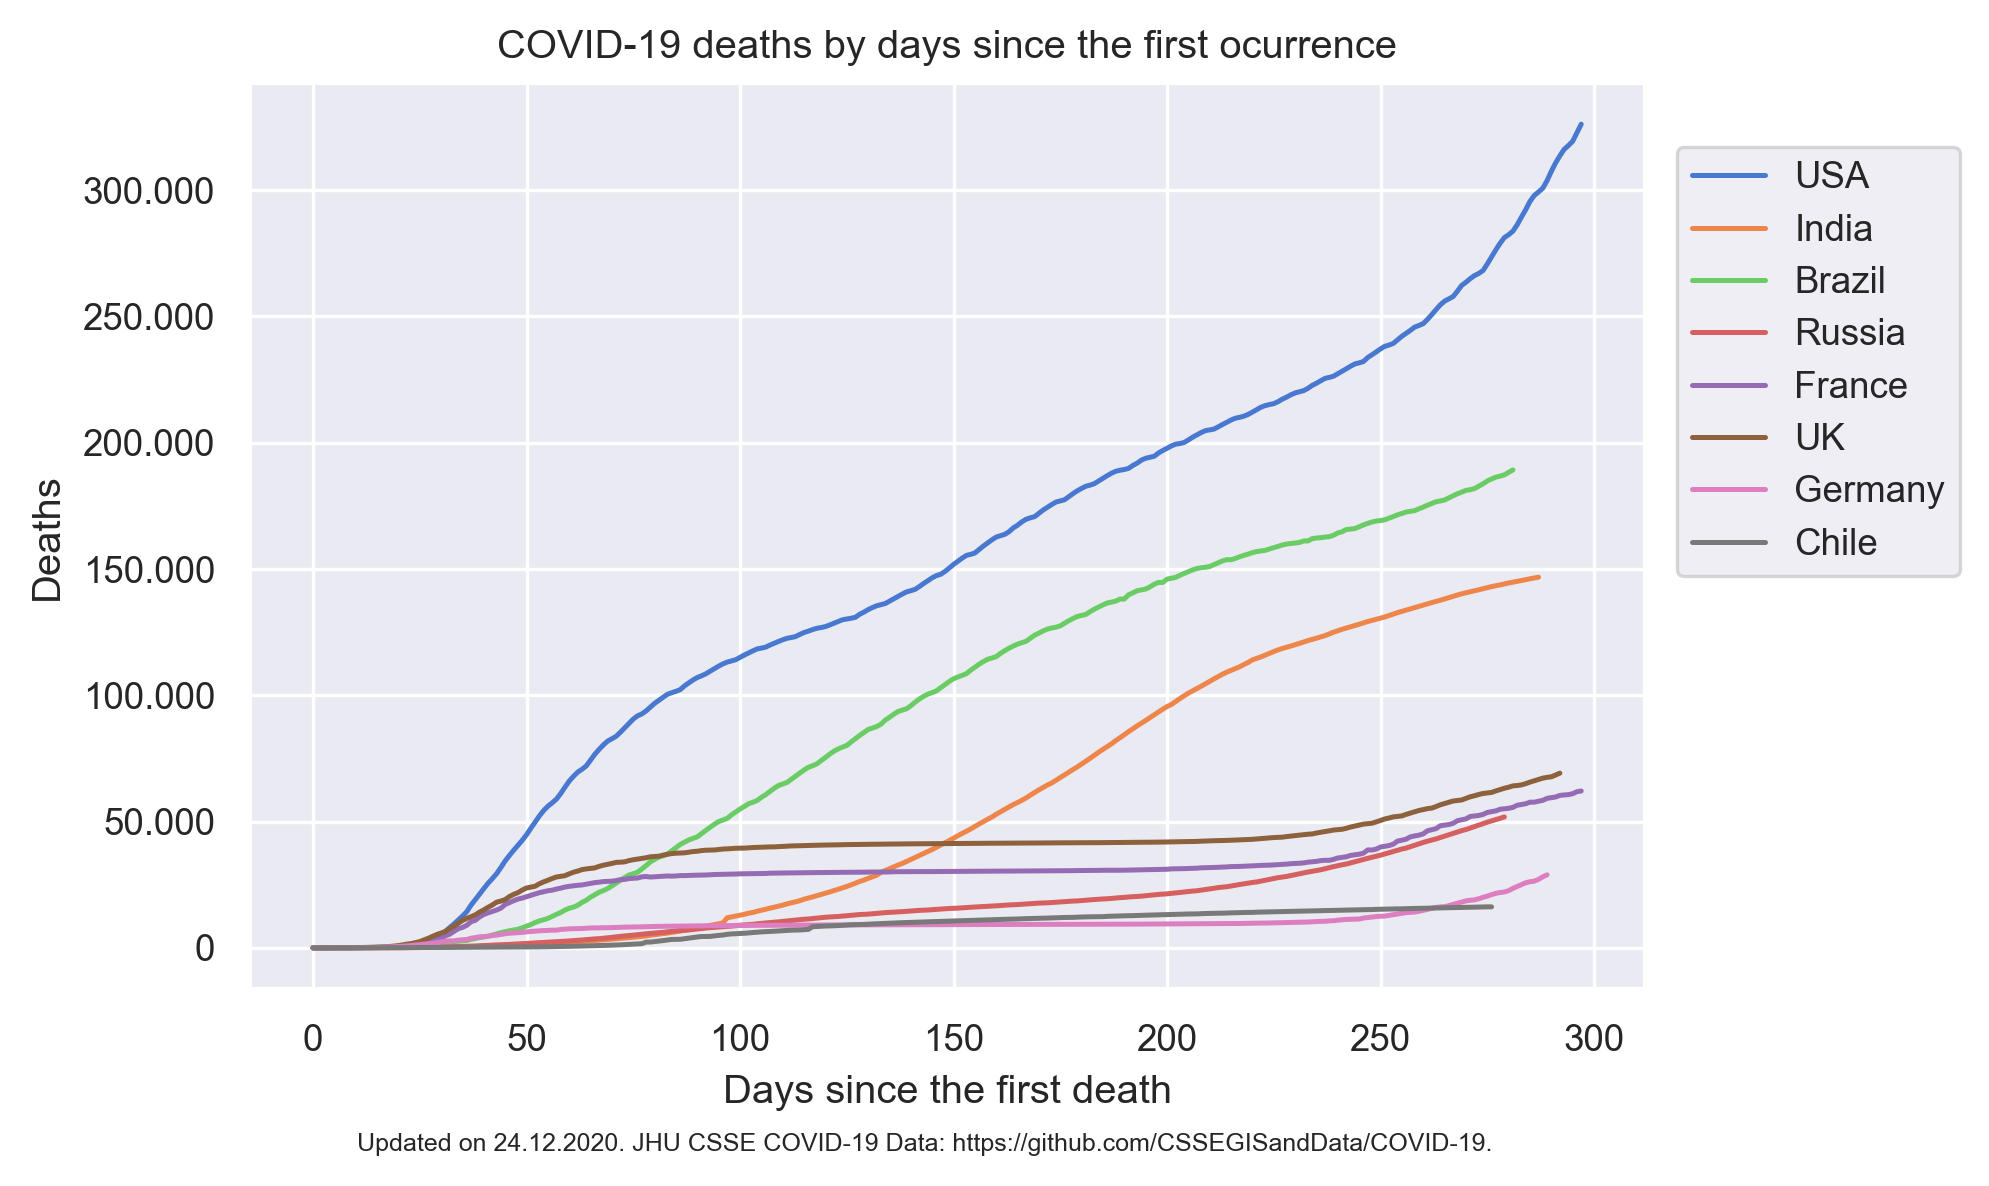 COVID-19 deaths by days since the first ocurrence
300.000
250.000
200.000
150.000
100.000
50.000
0
Deaths
0 50 100 150 200 250 300
Days since the first death
USA
India
Brazil
Russia
France
UK
Germany
Chile
Updated on 24.12.2020. JHU CSSE COVID-19 Data: https://github.com/CSSEGISandData/COVID-19.